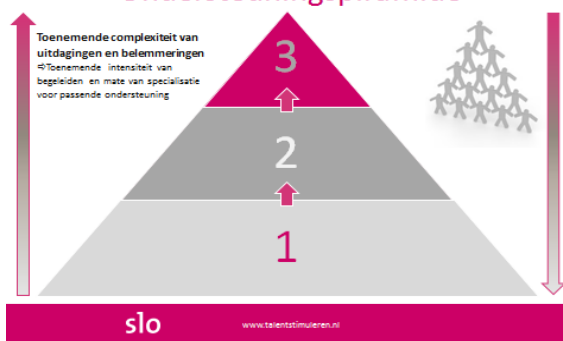 Ondersteuningspiramide
Toenemende complexiteit van
uitdagingen en belemmeringen
⇨Toenemende intensiteit van
begeleiden en mate van specialisatie
voor passende ondersteuning
3
2
1
slo
www.talentstimuleren.nl